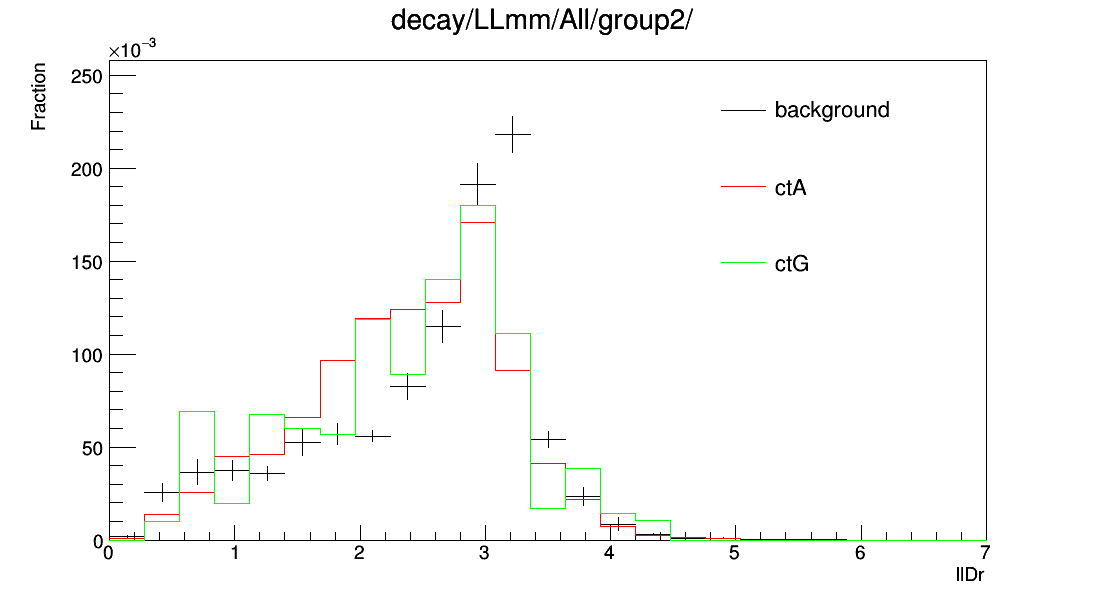 decay/LLmm/All/group2/
×10⁻³
Fraction
250
200
150
100
50
0
background
ctA
ctG
0 1 2 3 4 5 6 7
llDr